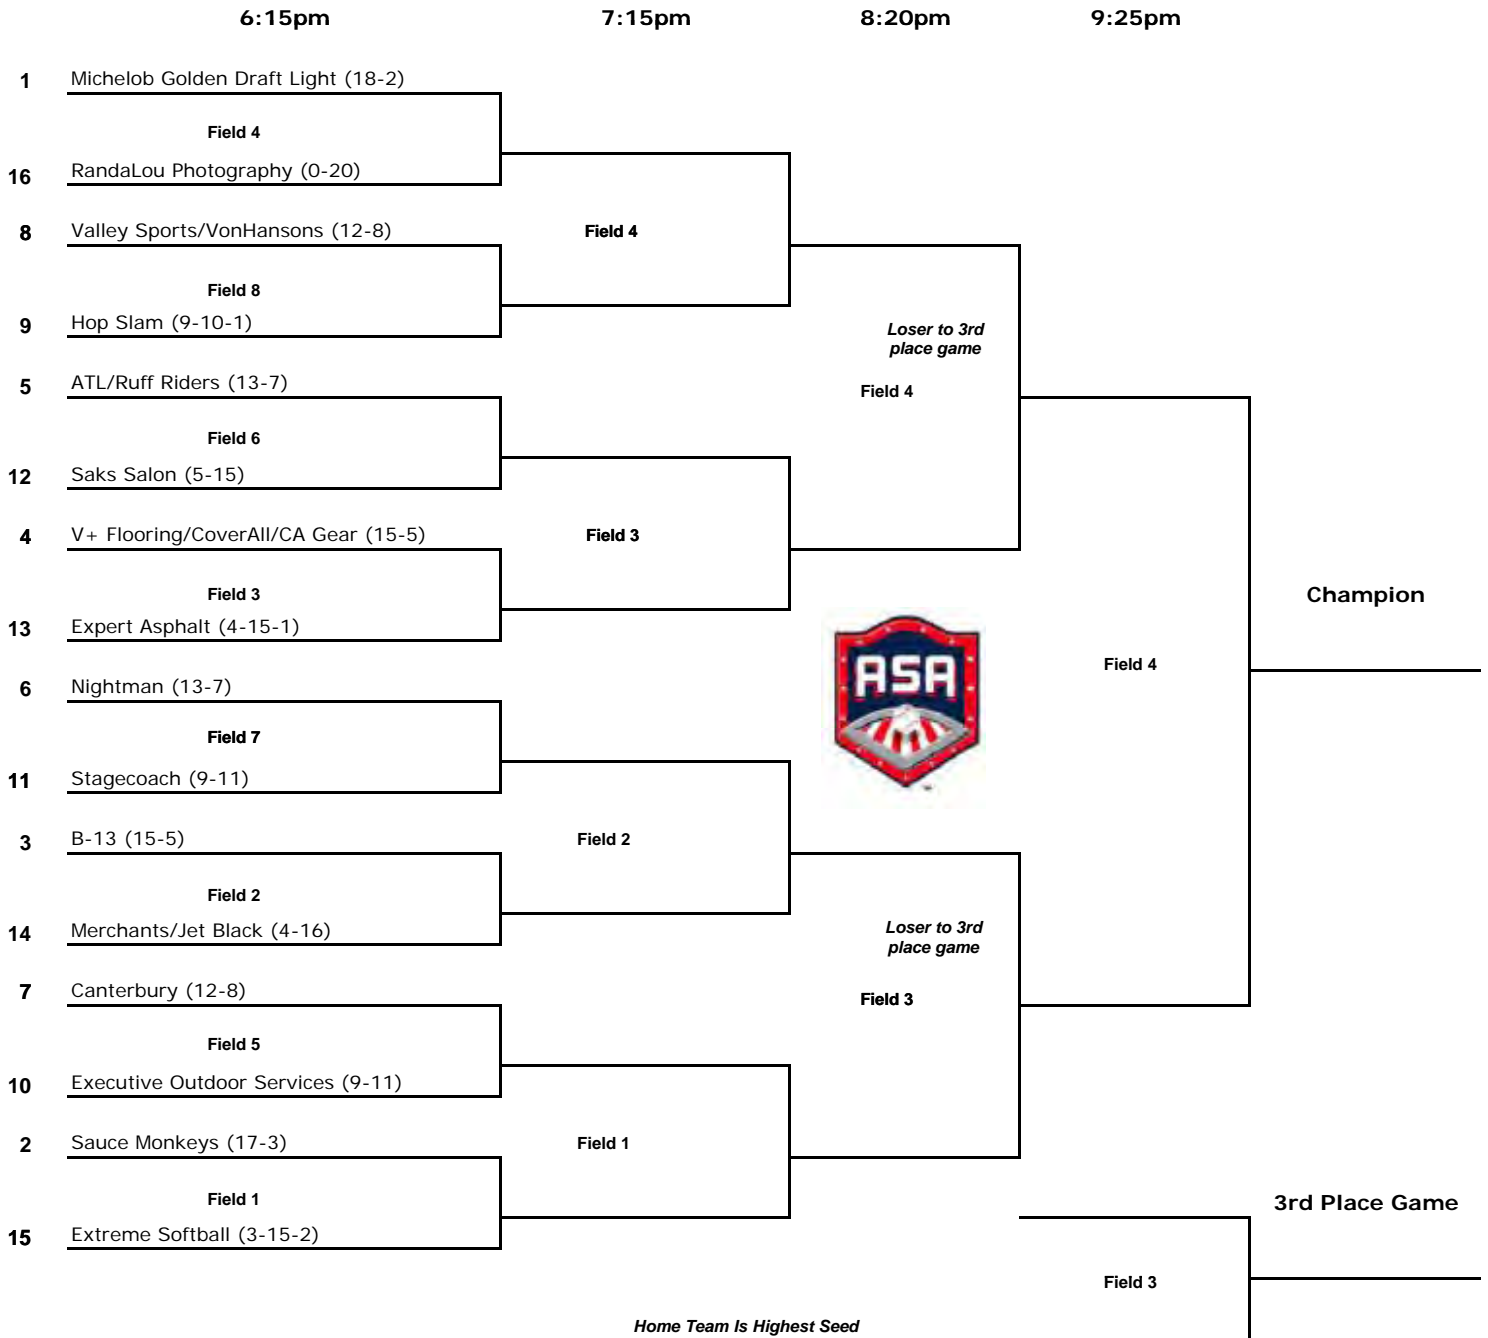 6:15pm 7:15pm 8:20pm 9:25pm
1 Michelob Golden Draft Light (18-2)
Field 4
16 RandaLou Photography (0-20)
8 Valley Sports/VonHansons (12-8) Field 4
Field 8
9 Hop Slam (9-10-1)
Loser to 3rd
place game
5 ATL/Ruff Riders (13-7)
Field 4
Field 6
12 Saks Salon (5-15)
4 V+ Flooring/CoverAll/CA Gear (15-5) Field 3
Field 3
Champion
13 Expert Asphalt (4-15-1)
ASA
Field 4
6 Nightman (13-7)
Field 7
11 Stagecoach (9-11)
3 B-13 (15-5) Field 2
Field 2
14 Merchants/Jet Black (4-16)
Loser to 3rd
place game
7 Canterbury (12-8)
Field 3
Field 5
10 Executive Outdoor Services (9-11)
2 Sauce Monkeys (17-3) Field 1
Field 1
3rd Place Game
15 Extreme Softball (3-15-2)
Field 3
Home Team Is Highest Seed